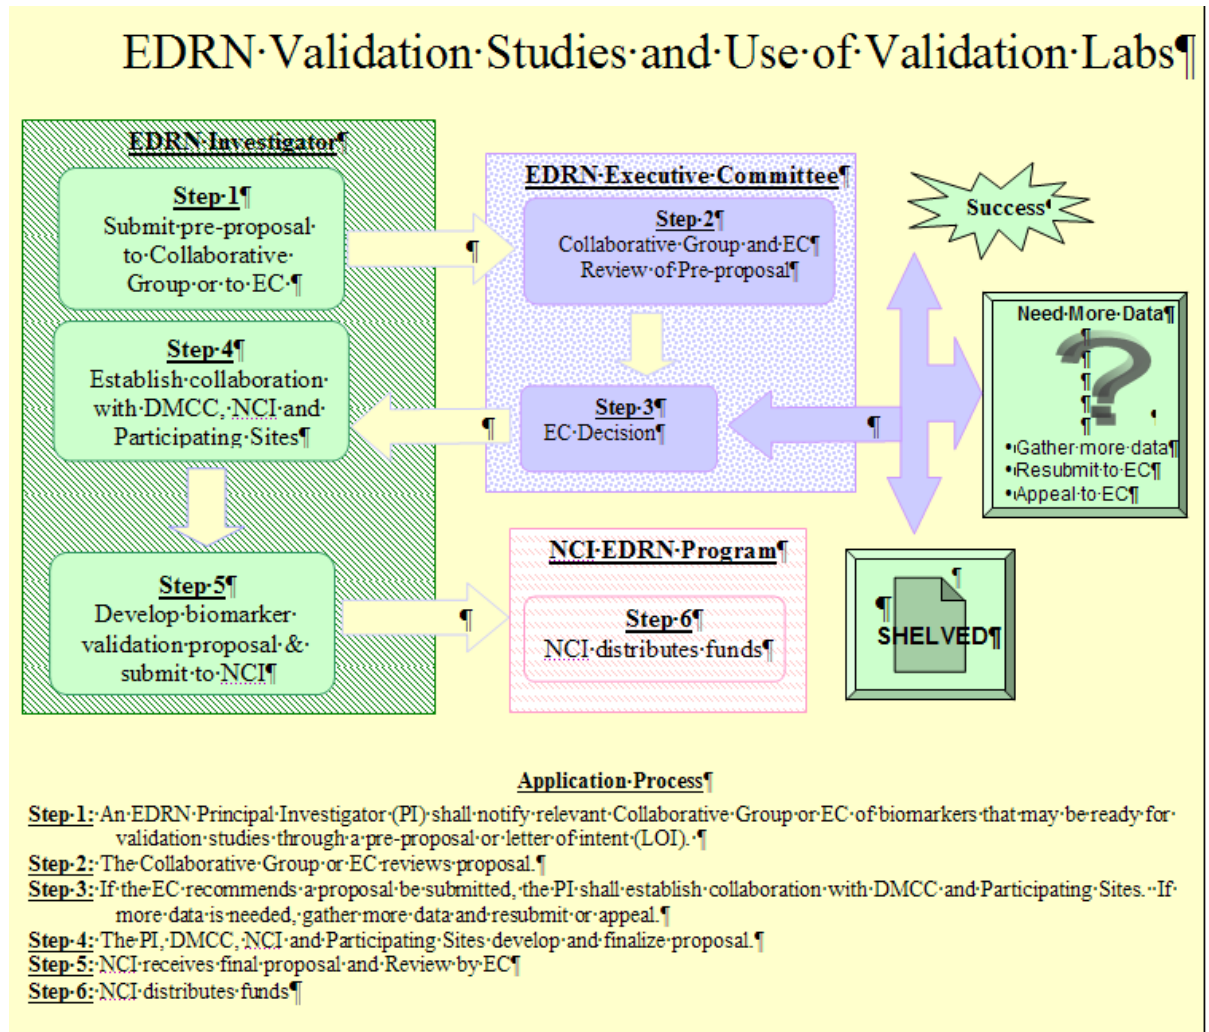 EDRN·Validation·Studies·and·Use·of·Validation·Labs¶
EDRN·Investigator¶
Step·1¶
Submit·pre-proposal·
to·Collaborative·
Group·or·to·EC·¶
¶
EDRN·Executive·Committee¶
Step·2¶
Collaborative·Group·and·EC¶
Review·of·Pre-proposal¶
Step·3¶
EC·Decision¶
¶
¶
Success¶
Need·More·Data¶
¶
¶
¶
¶
¶
¶
•Gather·more·data¶
•Resubmit·to·EC¶
•Appeal·to·EC¶
¶
¶
SHELVED¶
Step·4¶
Establish·collaboration·
with·DMCC,·NCI·and·
Participating·Sites¶
Step·5¶
Develop·biomarker·
validation·proposal·&·
submit·to·NCI¶
¶
NCI·EDRN·Program¶
Step·6¶
NCI·distributes·funds¶
Application·Process¶
Step·1:·An·EDRN·Principal·Investigator·(PI)·shall·notify·relevant·Collaborative·Group·or·EC·of·biomarkers·that·may·be·ready·for·
validation·studies·through·a·pre-proposal·or·letter·of·intent·(LOI).·¶
Step·2:·The·Collaborative·Group·or·EC·reviews·proposal.¶
Step·3:·If·the·EC·recommends·a·proposal·be·submitted,·the·PI·shall·establish·collaboration·with·DMCC·and·Participating·Sites.··If·
more·data·is·needed,·gather·more·data·and·resubmit·or·appeal.¶
Step·4:·The·PI,·DMCC,·NCI·and·Participating·Sites·develop·and·finalize·proposal.¶
Step·5:·NCI·receives·final·proposal·and·Review·by·EC¶
Step·6:·NCI·distributes·funds¶